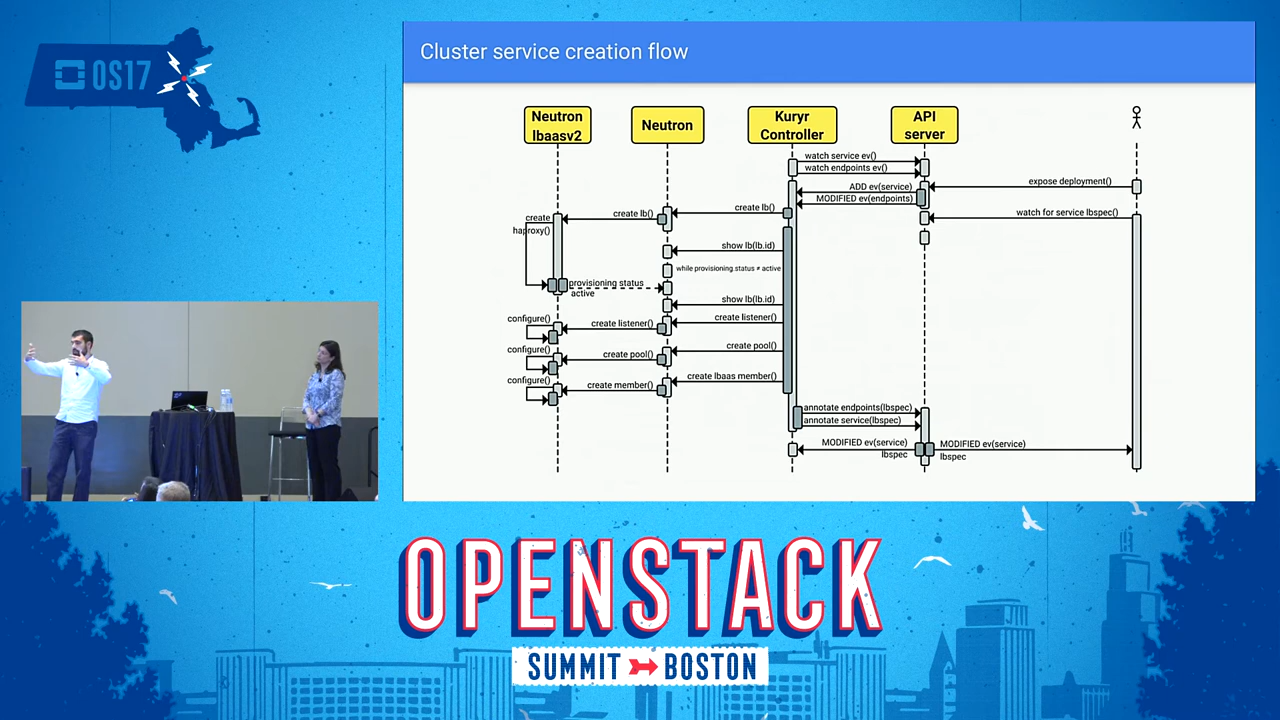 OS17
Cluster service creation flow
Neutron
lbaasv2
Neutron
Kuryr
Controller
API
server
watch service ev()
watch endpoints ev()
ADD ev(service)
expose deployment()
MODIFIED ev(endpoints)
create lb()
create lb()
watch for service lbspec()
create
haproxy()
show lb(lb.id)
while provisioning status ≠ active
provisioning status
active
show lb(lb.id)
configure()
create listener()
create listener()
configure()
create pool()
create pool()
configure()
create member()
create lbaas member()
annotate endpoints(lbspec)
annotate service(lbspec)
MODIFIED ev(service)
lbspec
MODIFIED ev(service)
lbspec
OPENSTACK
SUMMIT BOSTON